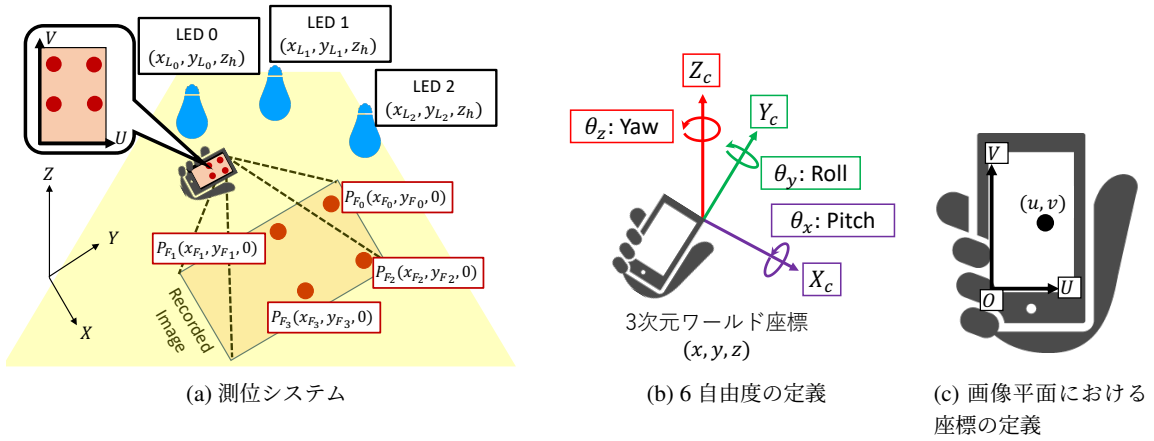 V
U
LED 0
(x_{L_0}, y_{L_0}, z_h)
LED 1
(x_{L_1}, y_{L_1}, z_h)
LED 2
(x_{L_2}, y_{L_2}, z_h)
Z
Y
X
P_{F_0}(x_{F_0}, y_{F_0}, 0)
P_{F_1}(x_{F_1}, y_{F_1}, 0)
P_{F_2}(x_{F_2}, y_{F_2}, 0)
P_{F_3}(x_{F_3}, y_{F_3}, 0)
Recorded
Image
(a) 測位システム
Z_c
θ_z: Yaw
Y_c
θ_y: Roll
θ_x: Pitch
X_c
3次元ワールド座標
(x, y, z)
(b) 6 自由度の定義
V
(u, v)
O
U
(c) 画像平面における
座標の定義